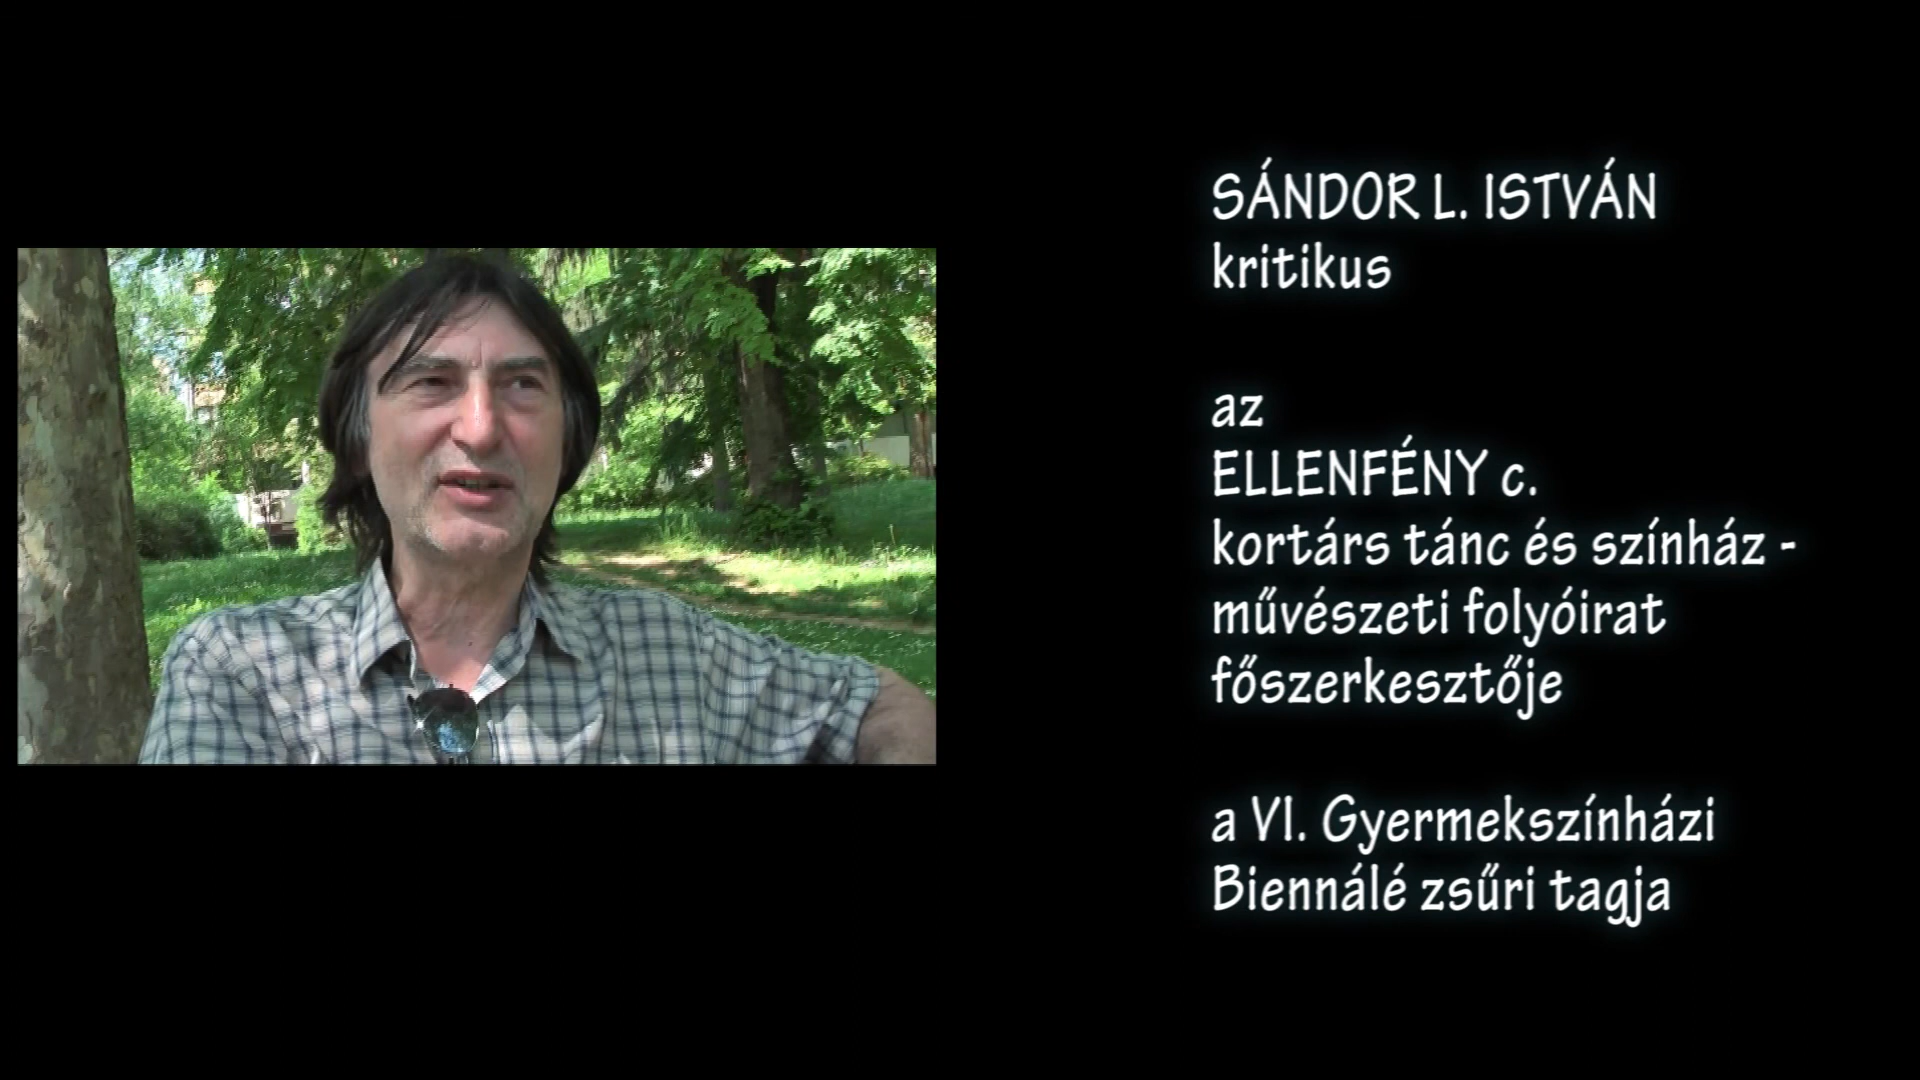 SÁNDOR L. ISTVÁN
kritikus
az
ELLENFÉNY c.
kortárs tánc és színház -
művészeti folyóirat
főszerkesztője
a VI. Gyermekszínházi
Biennálé zsűri tagja